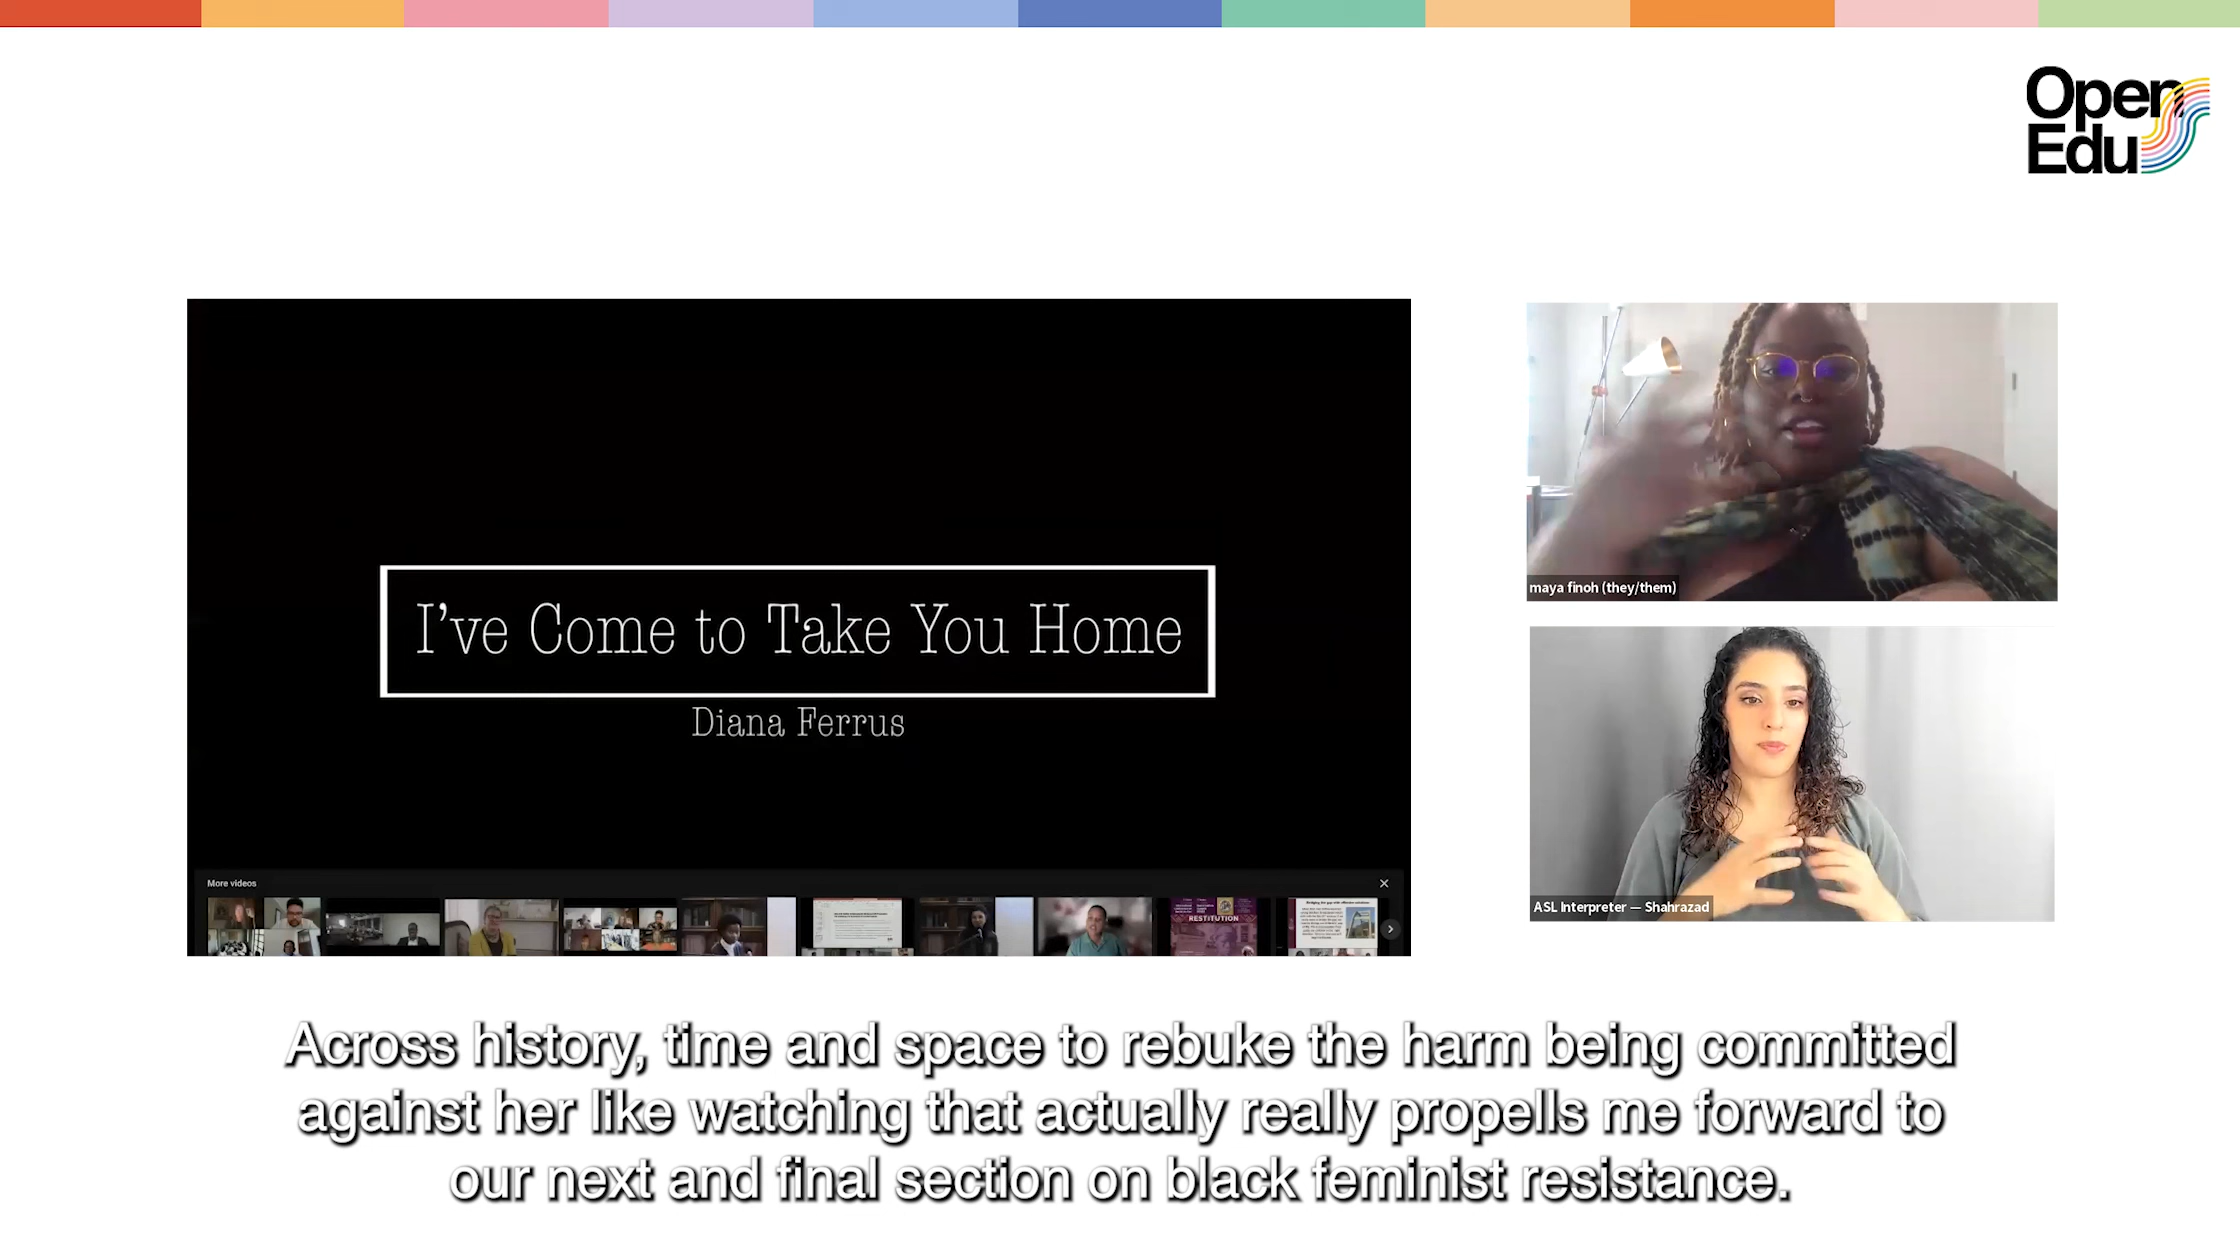 Open
Edu
I've Come to Take You Home
Diana Ferrus
maya finoh (they/them)
ASL Interpreter — Shahrazad
More videos
RESTITUTION
Across history, time and space to rebuke the harm being committed
against her like watching that actually really propells me forward to
our next and final section on black feminist resistance.